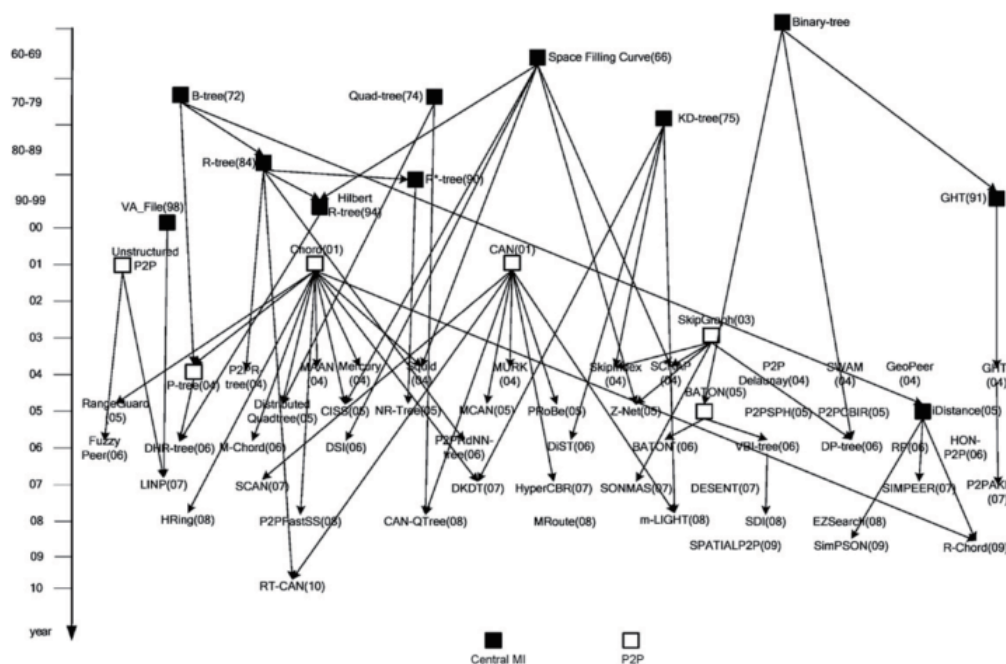 Binary-tree
60-69
Space Filling Curve(66)
70-79
B-tree(72)
Quad-tree(74)
KD-tree(75)
80-89
R-tree(84)
R*-tree(90)
90-99
Hilbert
R-tree(94)
GHT(91)
VA_File(98)
00
Unstructured
P2P
Chord(01)
CAN(01)
01
02
SkipGraph(03)
03
P-tree(04)
P2PR-
tree(04)
MAAN
(04)
Mercury
(04)
Squid
(04)
MURK
(04)
SkipIndex
(04)
SCRAP
(04)
P2P
Delaunay(04)
SWAM
(04)
GeoPeer
(04)
GHT
(04)
04
BATON(05)
RangeGuard
(05)
Distributed
Quadtree(05)
CISS(05)
NR-Tree(05)
MCAN(05)
PRoBe(05)
Z-Net(05)
P2PSPH(05)
P2PCBIR(05)
iDistance(05)
05
Fuzzy
Peer(06)
DHR-tree(06)
M-Chord(06)
DSI(06)
P2PRdNN-
tree(06)
DiST(06)
BATON*(06)
VBI-tree(06)
DP-tree(06)
RP(06)
HON-
P2P(06)
06
LINP(07)
SCAN(07)
DKDT(07)
HyperCBR(07)
SONMAS(07)
DESENT(07)
SIMPEER(07)
(07)
07
HRing(08)
P2PFastSS(08)
CAN-QTree(08)
MRoute(08)
m-LIGHT(08)
SDI(08)
EZSearch(08)
08
SPATIALP2P(09)
SimPSON(09)
R-Chord(09)
09
RT-CAN(10)
10
year
Central MI
P2P